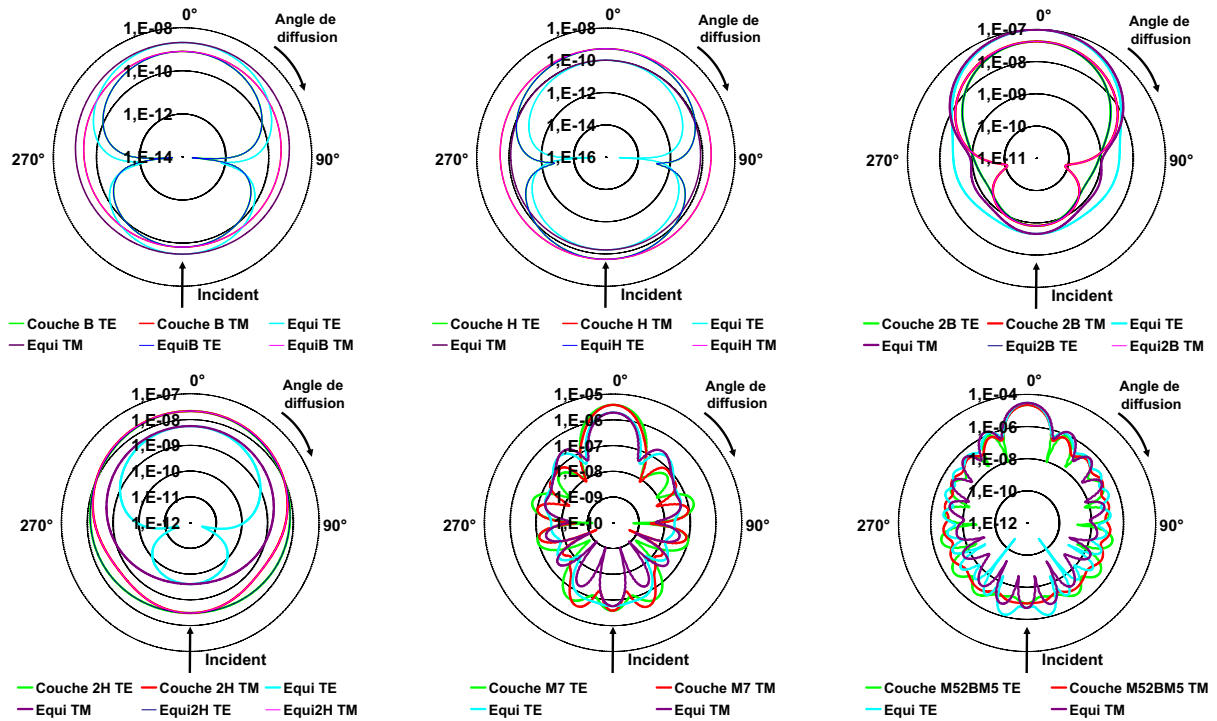 0°
Angle de
diffusion
1,E-08
1,E-10
1,E-12
1,E-14
270°
90°
Incident
Couche B TE
Couche B TM
Equi TE
Equi TM
EquiB TE
EquiB TM
0°
Angle de
diffusion
1,E-08
1,E-10
1,E-12
1,E-14
1,E-16
270°
90°
Incident
Couche H TE
Couche H TM
Equi TE
Equi TM
EquiH TE
EquiH TM
0°
Angle de
diffusion
1,E-07
1,E-08
1,E-09
1,E-10
1,E-11
270°
90°
Incident
Couche 2B TE
Couche 2B TM
Equi TE
Equi TM
Equi2B TE
Equi2B TM
0°
Angle de
diffusion
1,E-07
1,E-08
1,E-09
1,E-10
1,E-11
1,E-12
270°
90°
Incident
Couche 2H TE
Couche 2H TM
Equi TE
Equi TM
Equi2H TE
Equi2H TM
0°
Angle de
diffusion
1,E-05
1,E-06
1,E-07
1,E-08
1,E-09
1,E-10
270°
90°
Incident
Couche M7 TE
Couche M7 TM
Equi TE
Equi TM
0°
Angle de
diffusion
1,E-04
1,E-06
1,E-08
1,E-10
1,E-12
270°
90°
Incident
Couche M52BM5 TE
Couche M52BM5 TM
Equi TE
Equi TM